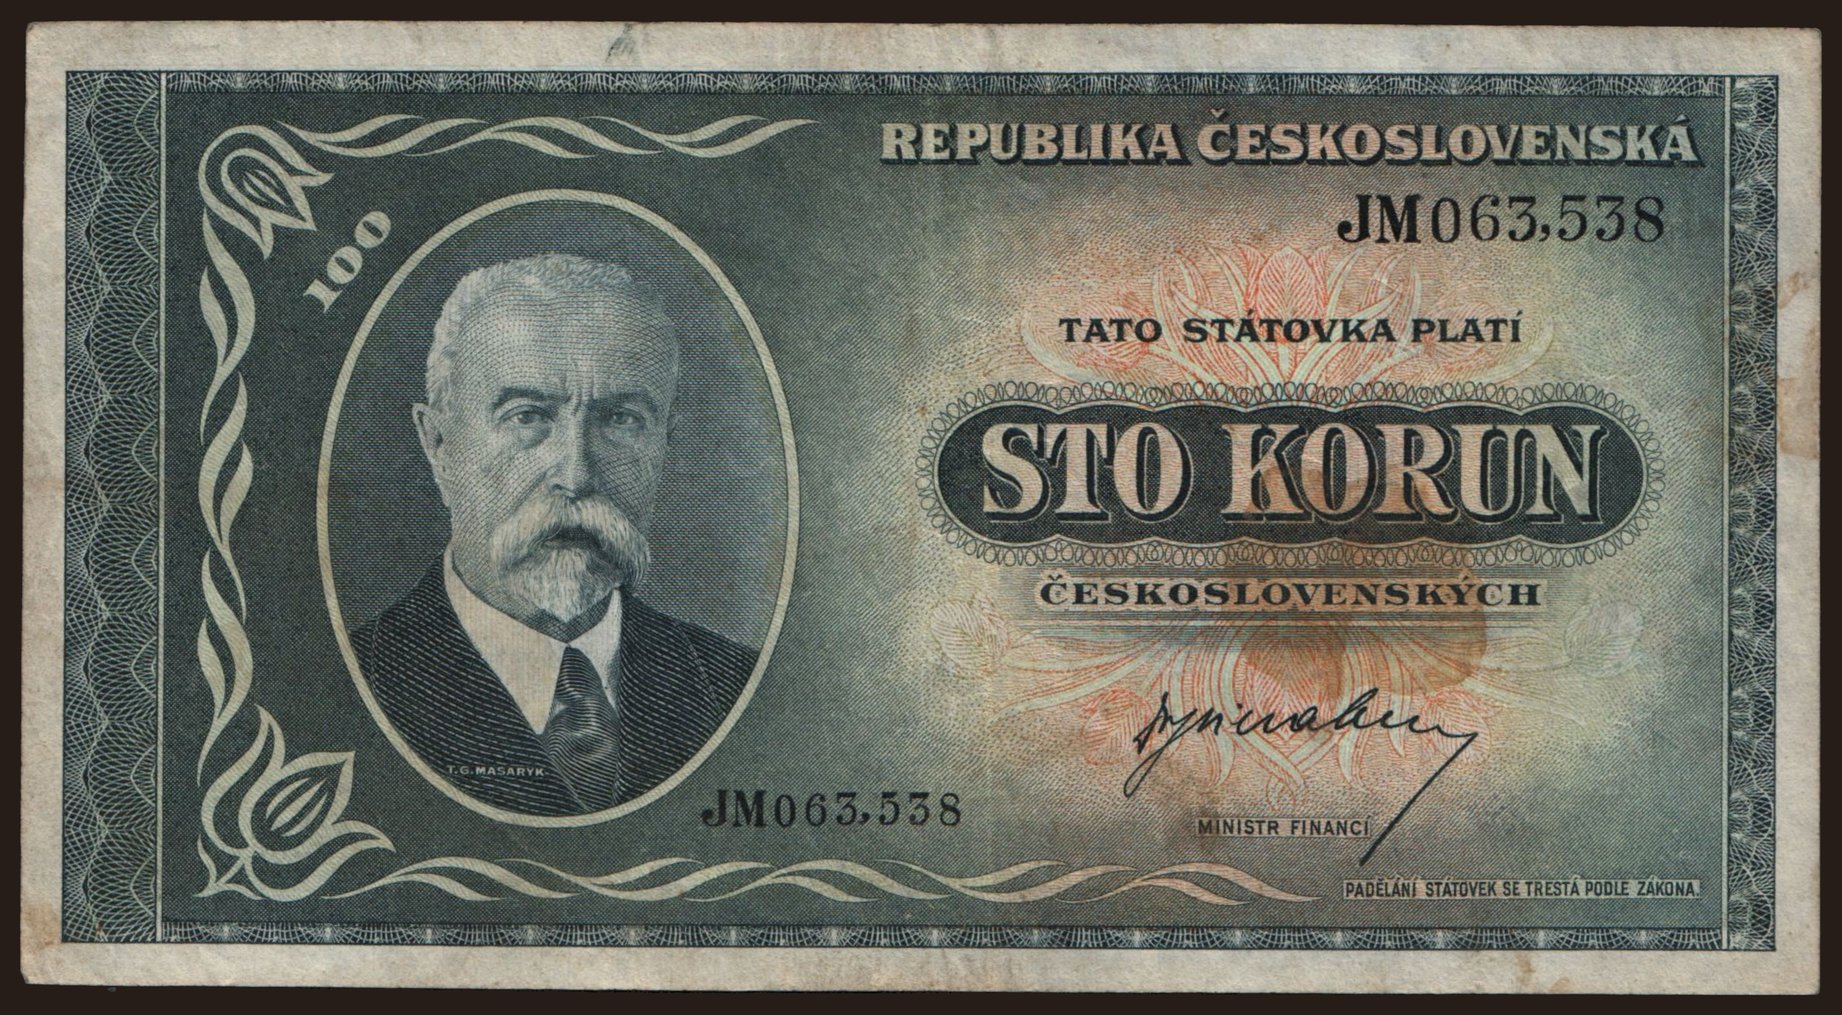 REPUBLIKA ČESKOSLOVENSKÁ
JM063,538
100
TATO STÁTOVKA PLATÍ
STO KORUN
ČESKOSLOVENSKÝCH
T.G.MASARYK
JM063,538
MINISTR FINANCÍ
PADĚLÁNÍ STÁTOVEK SE TRESTÁ PODLE ZÁKONA.